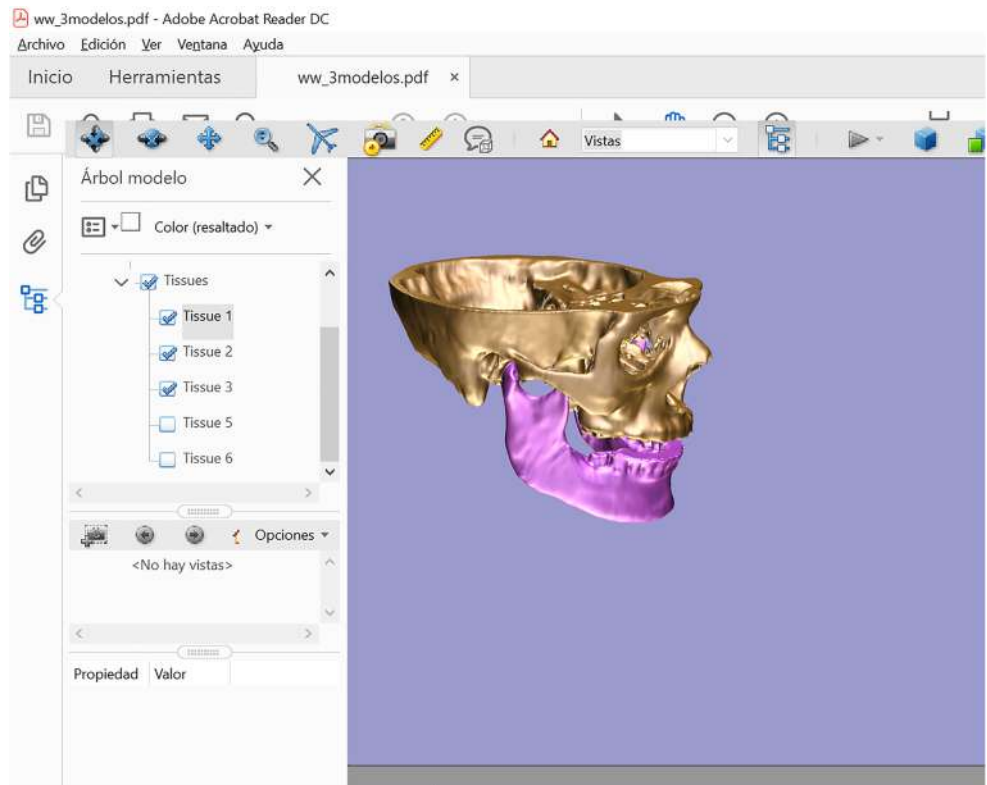 ww_3modelos.pdf - Adobe Acrobat Reader DC
Archivo Edición Ver Ventana Ayuda
Inicio Herramientas ww_3modelos.pdf ×
Vistas
Árbol modelo
Color (resaltado)
Tissues
Tissue 1
Tissue 2
Tissue 3
Tissue 5
Tissue 6
Opciones
<No hay vistas>
Propiedad Valor